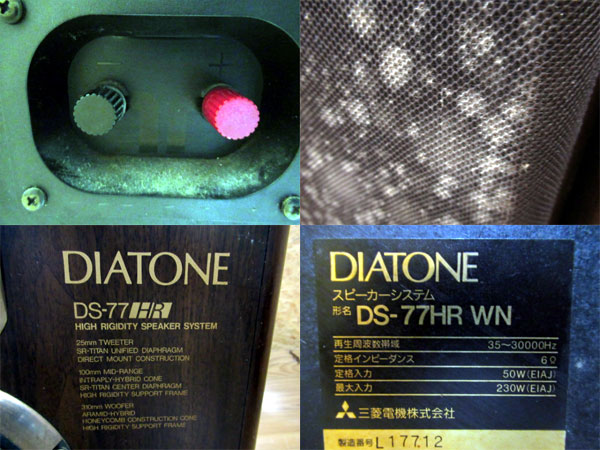 − +
DIATONE
DS-77 HR
HIGH RIGIDITY SPEAKER SYSTEM
25mm TWEETER
SR-TITAN UNIFIED DIAPHRAGM
DIRECT MOUNT CONSTRUCTION
100mm MID-RANGE
INTRAPLY-HYBRID CONE
SR-TITAN CENTER DIAPHRAGM
HIGH RIGIDITY SUPPORT FRAME
310mm WOOFER
ARAMID-HYBRID
HONEYCOMB CONSTRUCTION CONE
HIGH RIGIDITY SUPPORT FRAME
DIATONE
スピーカーシステム
形名 DS-77HR WN
再生周波数帯域 35~30000Hz
定格インピーダンス 6Ω
定格入力 50W(EIAJ)
最大入力 230W(EIAJ)
三菱電機株式会社
製造番号 L17712